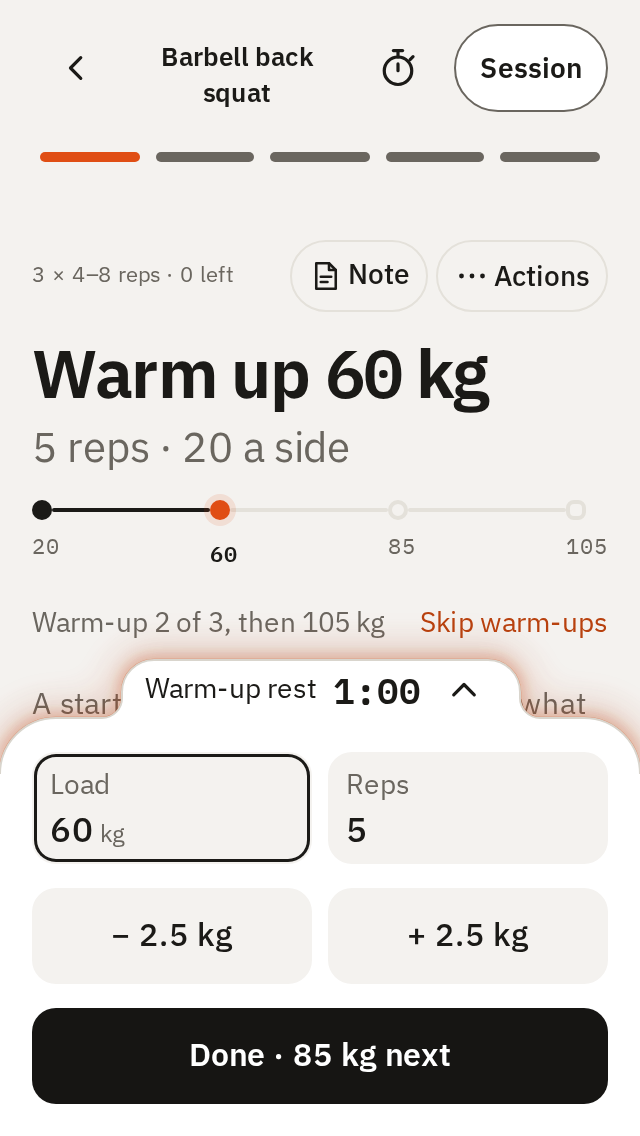 Barbell back
squat
Session
3 × 4–8 reps · 0 left
Note
··· Actions
Warm up 60 kg
5 reps · 20 a side
20
60
85
105
Warm-up 2 of 3, then 105 kg
Skip warm-ups
A start
what
Warm-up rest 1:00
Load
60 kg
Reps
5
– 2.5 kg
+ 2.5 kg
Done · 85 kg next